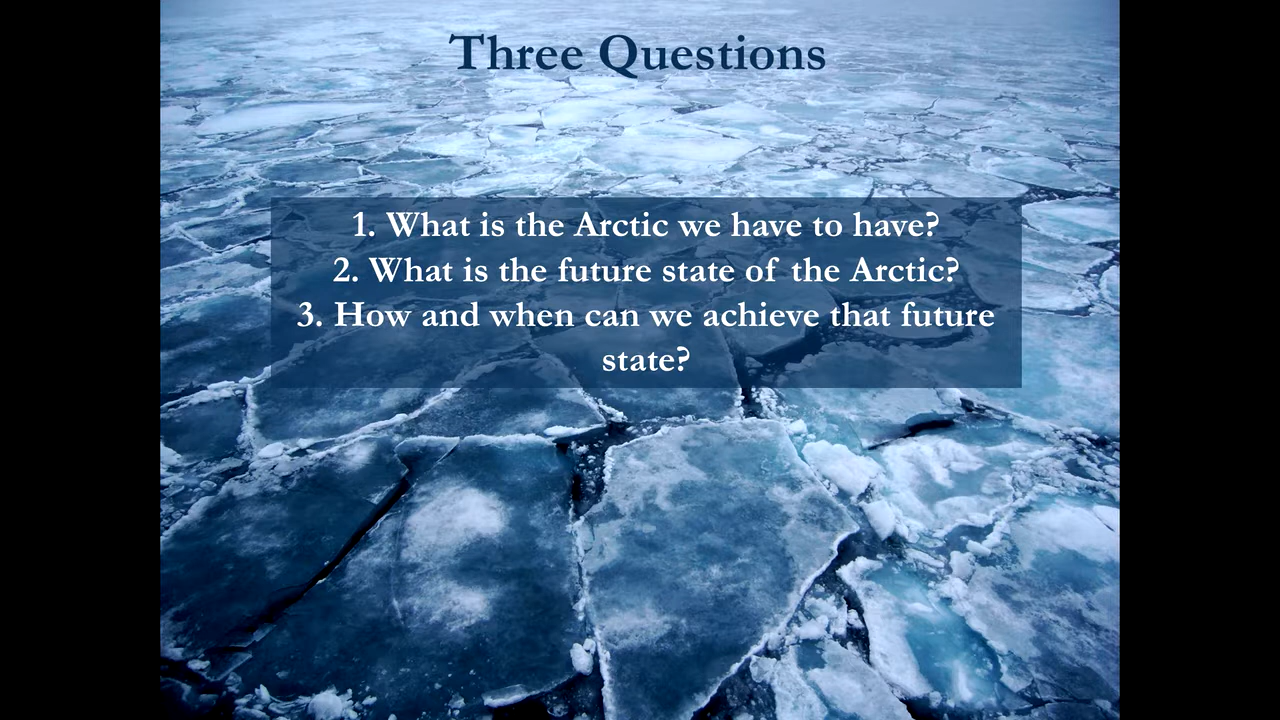 Three Questions
1. What is the Arctic we have to have?
2. What is the future state of the Arctic?
3. How and when can we achieve that future
state?